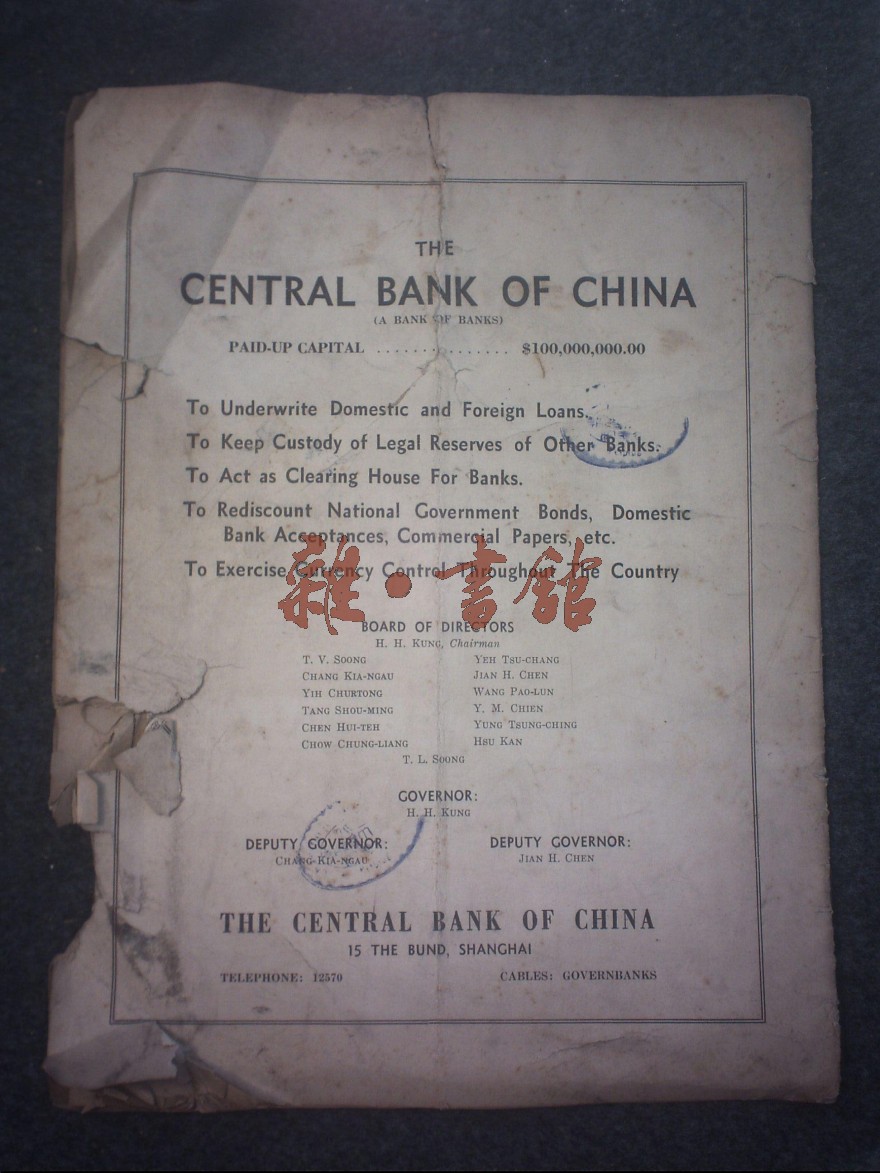 THE
CENTRAL BANK OF CHINA
(A BANK OF BANKS)
PAID-UP CAPITAL ............... $100,000,000.00
To Underwrite Domestic and Foreign Loans.
To Keep Custody of Legal Reserves of Other Banks.
To Act as Clearing House For Banks.
To Rediscount National Government Bonds, Domestic
Bank Acceptances, Commercial Papers, etc.
To Exercise Currency Control Throughout The Country
雜·書館
BOARD OF DIRECTORS
H. H. KUNG, Chairman
T. V. SOONG YEH TSU-CHANG
CHANG KIA-NGAU JIAN H. CHEN
YIH CHURTONG WANG PAO-LUN
TANG SHOU-MING Y. M. CHIEN
CHEN HUI-TEH YUNG TSUNG-CHING
CHOW CHUNG-LIANG HSU KAN
T. L. SOONG
GOVERNOR:
H. H. KUNG
DEPUTY GOVERNOR: DEPUTY GOVERNOR:
CHANG-KIA-NGAU JIAN H. CHEN
THE CENTRAL BANK OF CHINA
15 THE BUND, SHANGHAI
TELEPHONE: 12570 CABLES: GOVERNBANKS